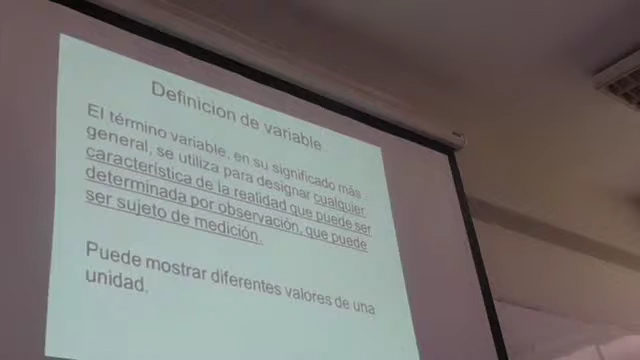 Definicion de variable
El término variable, en su significado más
general, se utiliza para designar cualquier
característica de la realidad que puede ser
determinada por observación, que puede
ser sujeto de medición.
Puede mostrar diferentes valores de una
unidad.